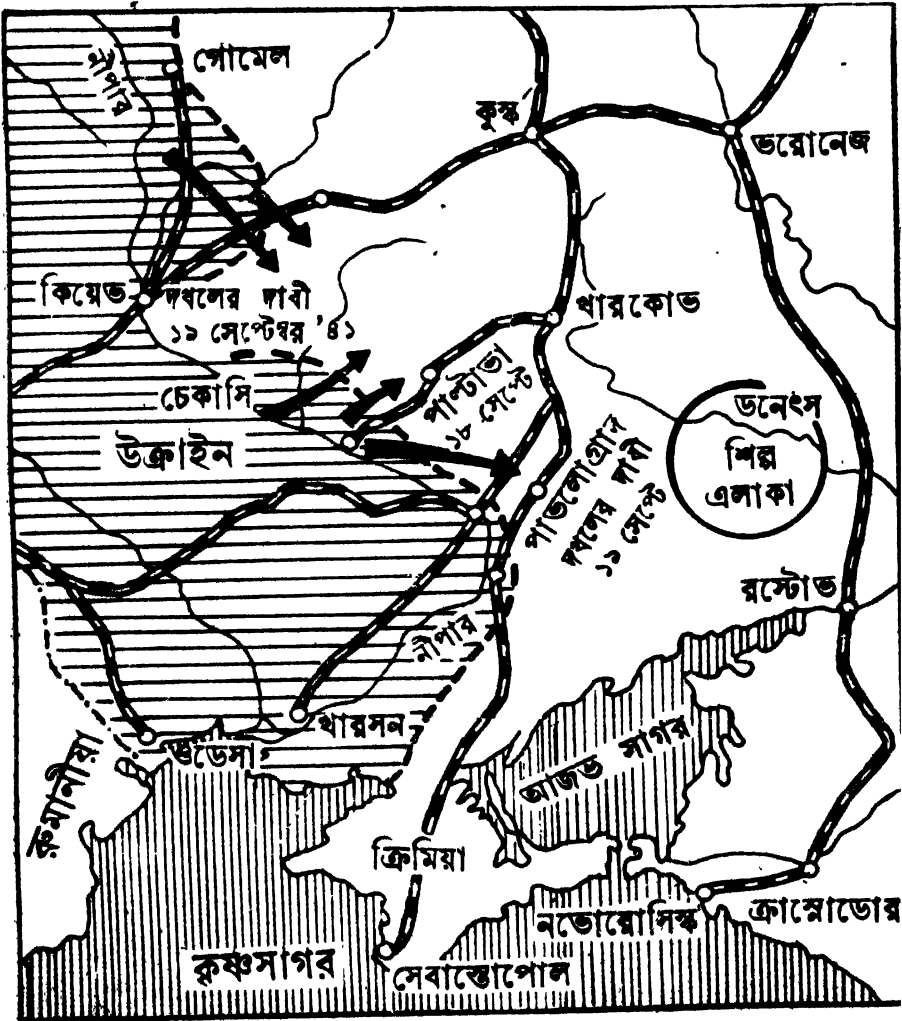 গোমেল
নীপার
কুর্স্ক
ভরোনেজ
কিয়েভ
দখলের দাবী
১৯ সেপ্টেম্বর '৪১
খারকোভ
চেকাসি
পাল্টাভা
১৮ সেপ্টে
উক্রাইন
ডনেৎস
শিল্প
এলাকা
পাভলোগ্রাদ
দখলের দাবী
১৯ সেপ্টে
রস্টোভ
নীপার
খারসন
ওডেসা
রুমানীয়া
আজভ সাগর
ক্রিমিয়া
নভোরোসিস্ক
ক্রাস্নোডোর
কৃষ্ণসাগর
সেবাস্তোপোল